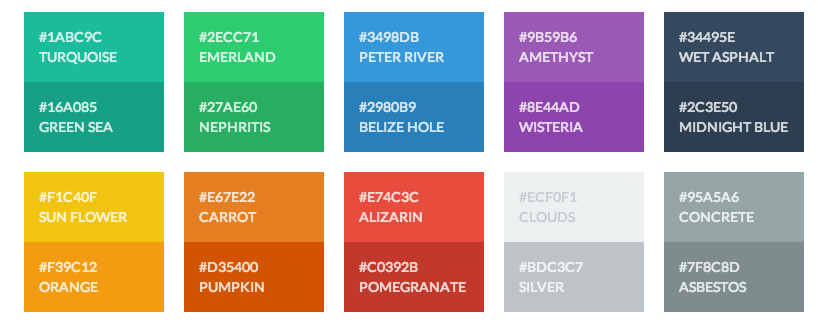 #1ABC9C
TURQUOISE
#2ECC71
EMERLAND
#3498DB
PETER RIVER
#9B59B6
AMETHYST
#34495E
WET ASPHALT
#16A085
GREEN SEA
#27AE60
NEPHRITIS
#2980B9
BELIZE HOLE
#8E44AD
WISTERIA
#2C3E50
MIDNIGHT BLUE
#F1C40F
SUN FLOWER
#E67E22
CARROT
#E74C3C
ALIZARIN
#ECF0F1
CLOUDS
#95A5A6
CONCRETE
#F39C12
ORANGE
#D35400
PUMPKIN
#C0392B
POMEGRANATE
#BDC3C7
SILVER
#7F8C8D
ASBESTOS